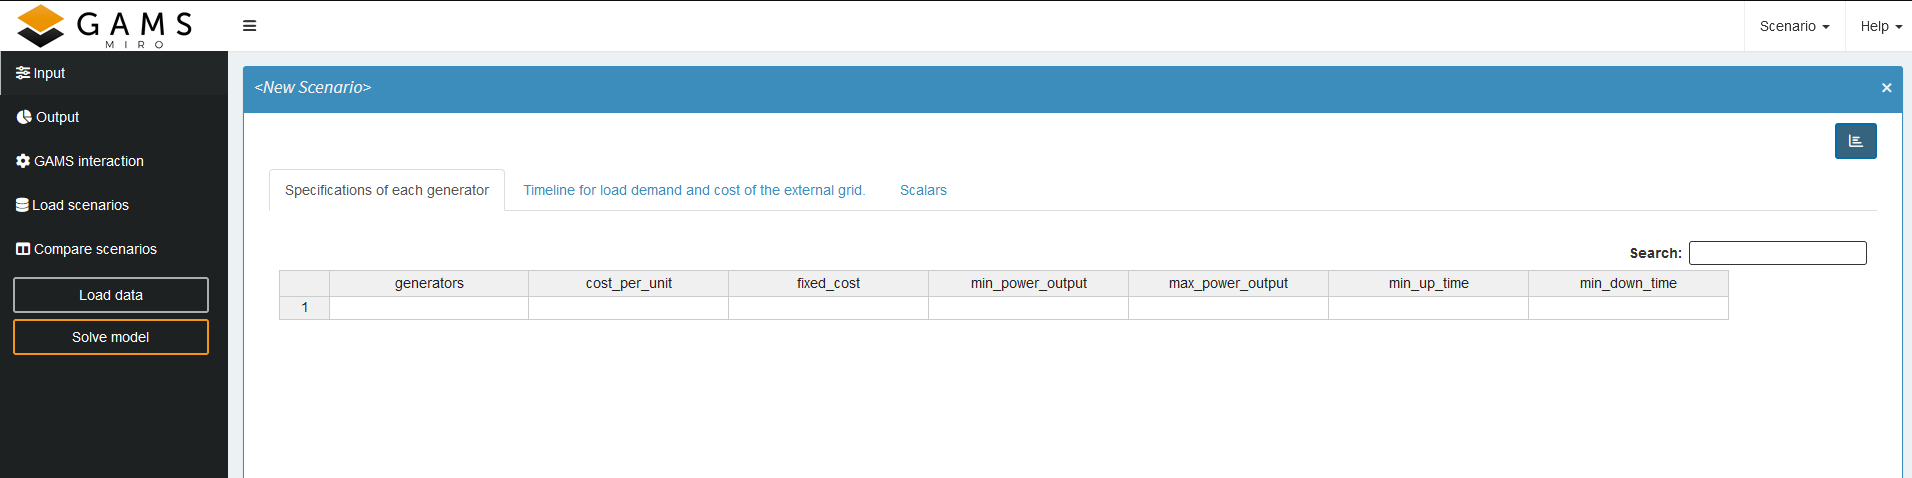 GAMS
MIRO
Scenario
Help
Input
Output
GAMS interaction
Load scenarios
Compare scenarios
Load data
Solve model
<New Scenario>
×
Specifications of each generator
Timeline for load demand and cost of the external grid.
Scalars
Search:
generators cost_per_unit fixed_cost min_power_output max_power_output min_up_time min_down_time
1